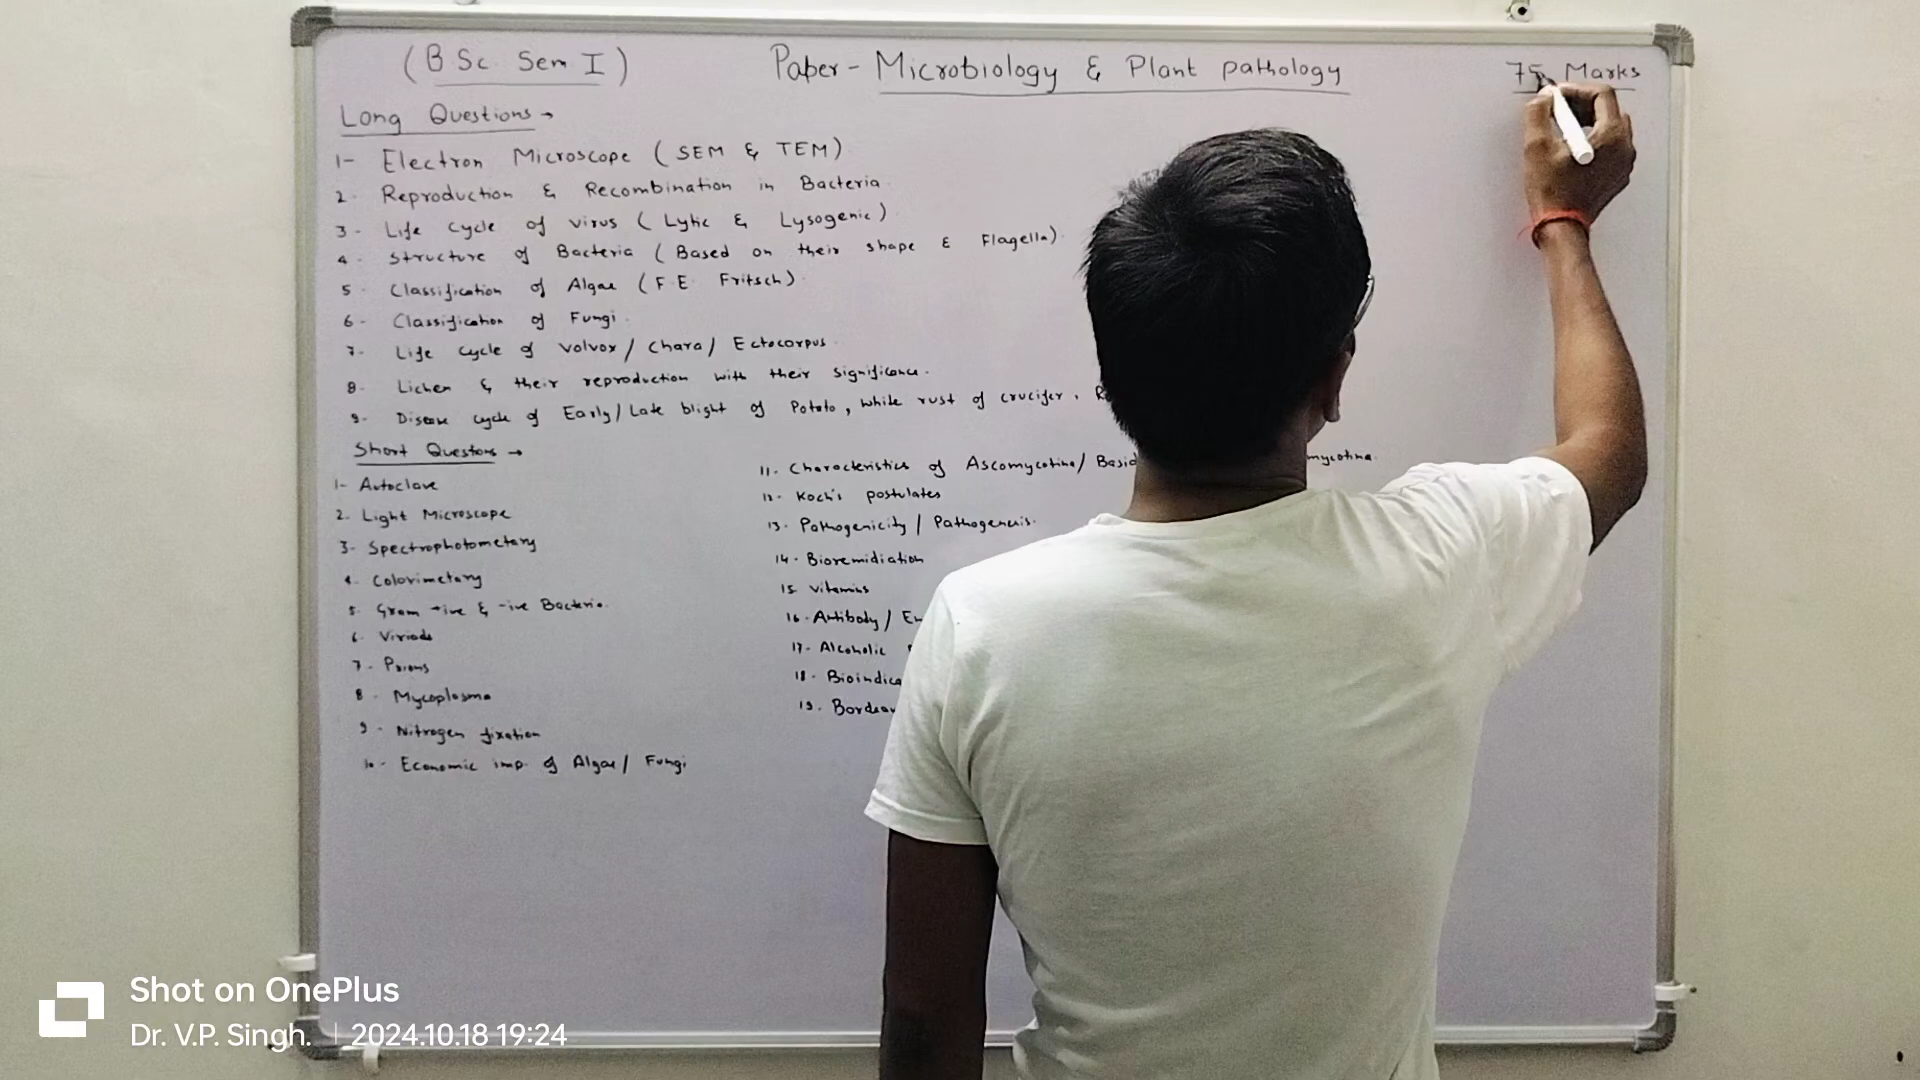 (B.Sc. Sem I)
Paper - Microbiology & Plant pathology
75 Marks
Long Questions →
1- Electron Microscope (SEM & TEM)
2. Reproduction & Recombination in Bacteria
3- Life Cycle of virus (Lytic & Lysogenic)
4. Structure of Bacteria (Based on their shape & Flagella)
5. Classification of Algae (F.E. Fritsch)
6- Classification of Fungi.
7- Life cycle of Volvox / Chara / Ectocarpus
8. Lichen & their reproduction with their significance.
9- Disease cycle of Early/Late blight of Potato, while rust of crucifer,
Short Questions →
1- Autoclave
2. Light Microscope
3- Spectrophotometary
4. Colorimetary
5. Gram +ive & -ive Bacteria.
6. Viriods
7- Prions
8- Mycoplasma
9- Nitrogen fixation
10- Economic imp. of Algae / Fungi
11. Characteristics of Ascomycotina/ Basid mycotina.
12- Koch's postulates
13. Pathogenicity / Pathogenesis.
14- Bioremidiation
15. Vitamins
16- Antibody /
17- Alcoholic
18- Bioindica
19. Bordeau
Shot on OnePlus
Dr. V.P. Singh. | 2024.10.18 19:24